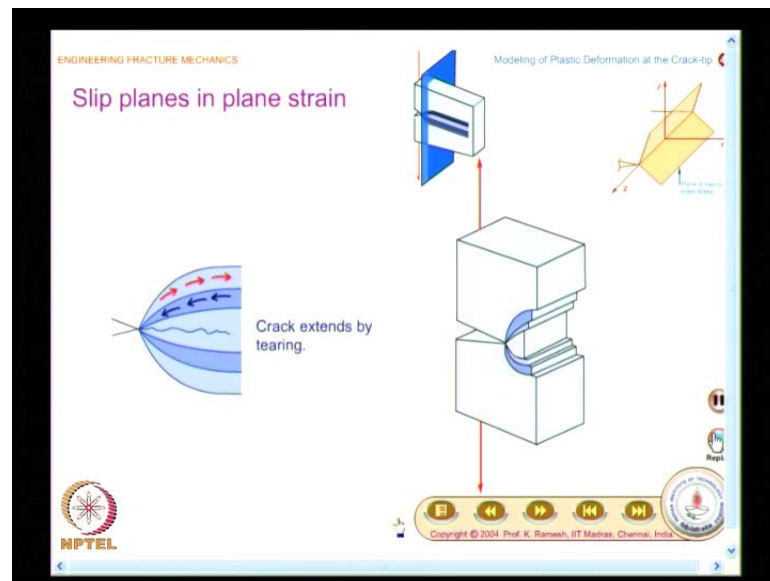 ENGINEERING FRACTURE MECHANICS
Modeling of Plastic Deformation at the Crack-tip
Slip planes in plane strain
y
z
Crack extends by
tearing.
Repl
NPTEL
Copyright © 2004 Prof. K. Ramesh, IIT Madras, Chennai, India